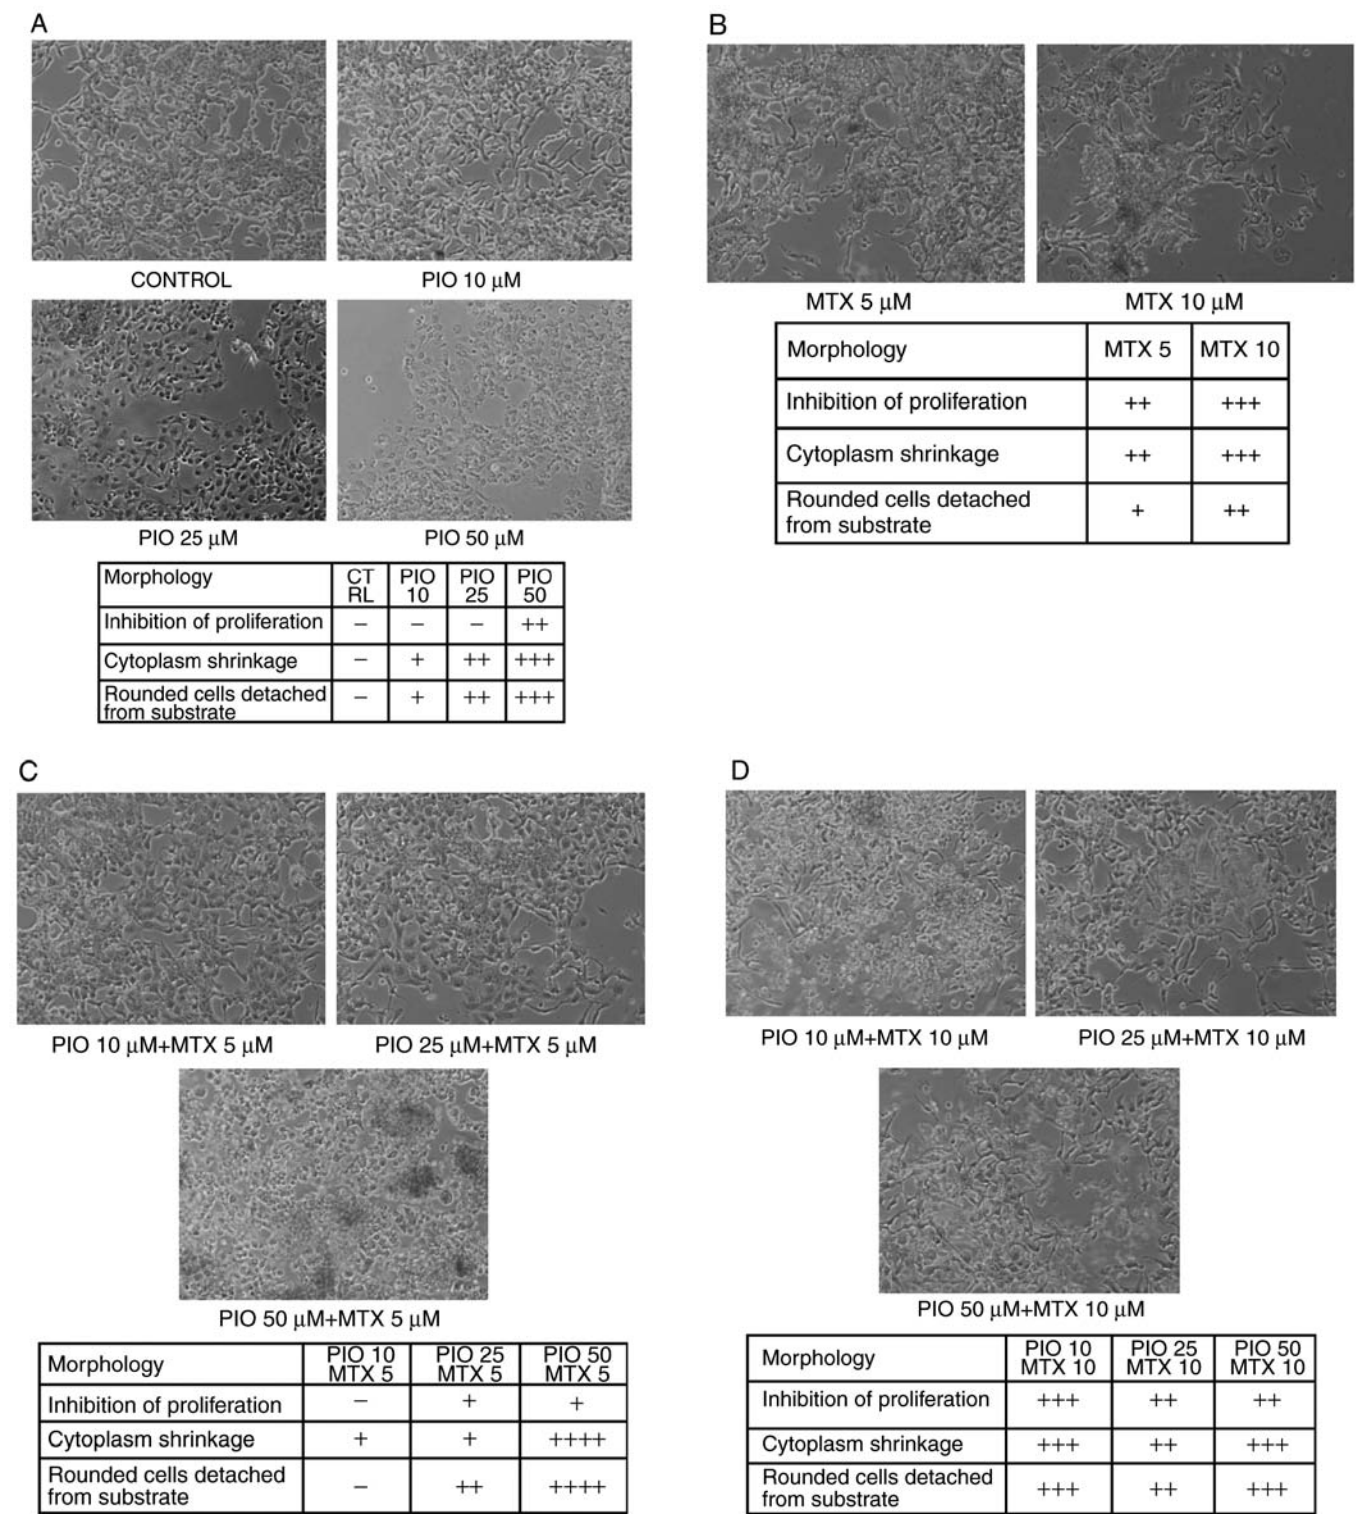 A
CONTROL
PIO 10 µM
PIO 25 µM
PIO 50 µM
Morphology CT RL PIO 10 PIO 25 PIO 50
Inhibition of proliferation – – – ++
Cytoplasm shrinkage – + ++ +++
Rounded cells detached from substrate – + ++ +++
B
MTX 5 µM
MTX 10 µM
Morphology MTX 5 MTX 10
Inhibition of proliferation ++ +++
Cytoplasm shrinkage ++ +++
Rounded cells detached from substrate + ++
C
PIO 10 µM+MTX 5 µM
PIO 25 µM+MTX 5 µM
PIO 50 µM+MTX 5 µM
Morphology PIO 10 MTX 5 PIO 25 MTX 5 PIO 50 MTX 5
Inhibition of proliferation – + +
Cytoplasm shrinkage + + ++++
Rounded cells detached from substrate – ++ ++++
D
PIO 10 µM+MTX 10 µM
PIO 25 µM+MTX 10 µM
PIO 50 µM+MTX 10 µM
Morphology PIO 10 MTX 10 PIO 25 MTX 10 PIO 50 MTX 10
Inhibition of proliferation +++ ++ ++
Cytoplasm shrinkage +++ ++ +++
Rounded cells detached from substrate +++ ++ +++